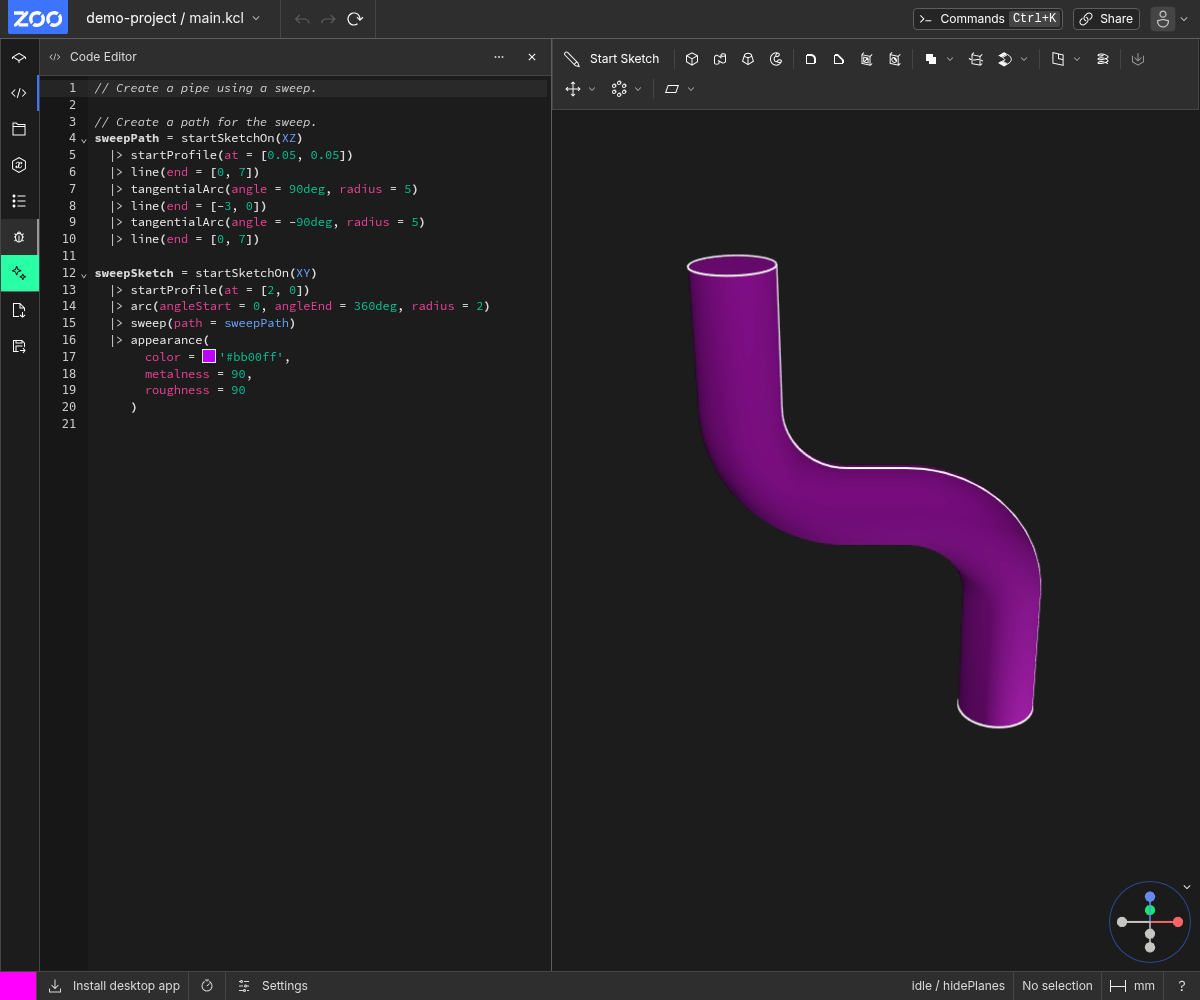 ZOO demo-project / main.kcl Commands Ctrl+K Share
Code Editor
Start Sketch
1 // Create a pipe using a sweep.
2
3 // Create a path for the sweep.
4 sweepPath = startSketchOn(XZ)
5   |> startProfile(at = [0.05, 0.05])
6   |> line(end = [0, 7])
7   |> tangentialArc(angle = 90deg, radius = 5)
8   |> line(end = [-3, 0])
9   |> tangentialArc(angle = -90deg, radius = 5)
10   |> line(end = [0, 7])
11
12 sweepSketch = startSketchOn(XY)
13   |> startProfile(at = [2, 0])
14   |> arc(angleStart = 0, angleEnd = 360deg, radius = 2)
15   |> sweep(path = sweepPath)
16   |> appearance(
17        color = '#bb00ff',
18        metalness = 90,
19        roughness = 90
20      )
21
Install desktop app Settings idle / hidePlanes No selection mm ?